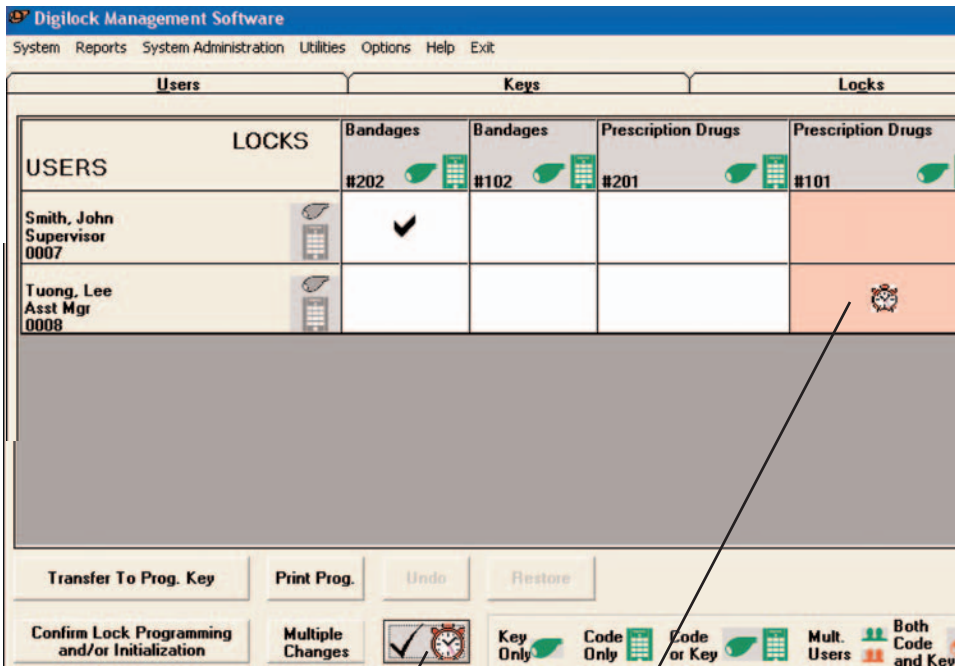 Digilock Management Software
System Reports System Administration Utilities Options Help Exit
Users Keys Locks
LOCKS
USERS
Bandages
#202
Bandages
#102
Prescription Drugs
#201
Prescription Drugs
#101
Smith, John
Supervisor
0007
Tuong, Lee
Asst Mgr
0008
Transfer To Prog. Key
Print Prog.
Undo
Restore
Confirm Lock Programming
and/or Initialization
Multiple
Changes
Key
Only
Code
Only
Code
or Key
Mult.
Users
Both
Code
and Key